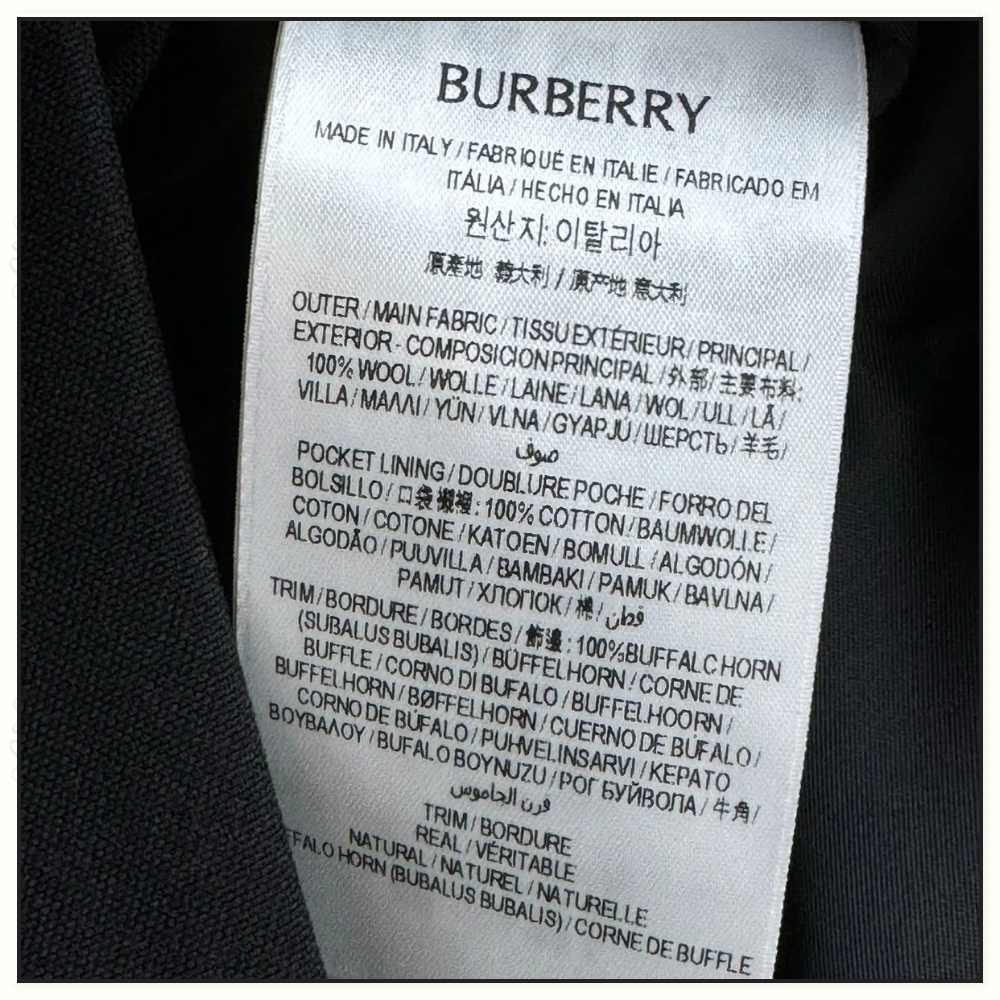 BURBERRY
MADE IN ITALY / FABRIQUÉ EN ITALIE / FABRICADO EM
ITÁLIA / HECHO EN ITALIA
원산지: 이탈리아
原產地 義大利 / 原产地 意大利
OUTER / MAIN FABRIC / TISSU EXTÉRIEUR / PRINCIPAL /
EXTERIOR - COMPOSICION PRINCIPAL / 外部 / 主要布料:
100% WOOL / WOLLE / LAINE / LANA / WOL / ULL / LÃ /
VILLA / ΜΑΛΛΙ / YÜN / VLNA / GYAPJÚ / ШЕРСТЬ / 羊毛 /
صوف
POCKET LINING / DOUBLURE POCHE / FORRO DEL
BOLSILLO / 口袋襯裡 : 100% COTTON / BAUMWOLLE /
COTON / COTONE / KATOEN / BOMULL / ALGODÓN /
ALGODÃO / PUUVILLA / BAMBAKI / PAMUK / BAVLNA /
PAMUT / ХЛОПОК / 棉 / قطن
TRIM / BORDURE / BORDES / 飾邊 : 100%BUFFALO HORN
(SUBALUS BUBALIS) / BÜFFELHORN / CORNE DE
BUFFLE / CORNO DI BUFALO / BUFFELHOORN /
BUFFELHORN / BØFFELHORN / CUERNO DE BÚFALO /
CORNO DE BÚFALO / PUHVELINSARVI / ΚΕΡΑΤΟ
ΒΟΥΒΑΛΟΥ / BUFALO BOYNUZU / РОГ БУЙВОЛА / 牛角 /
قرن الجاموس
TRIM / BORDURE
REAL / VÉRITABLE
NATURAL / NATUREL / NATURELLE
FALO HORN (BUBALUS BUBALIS) / CORNE DE BUFFLE